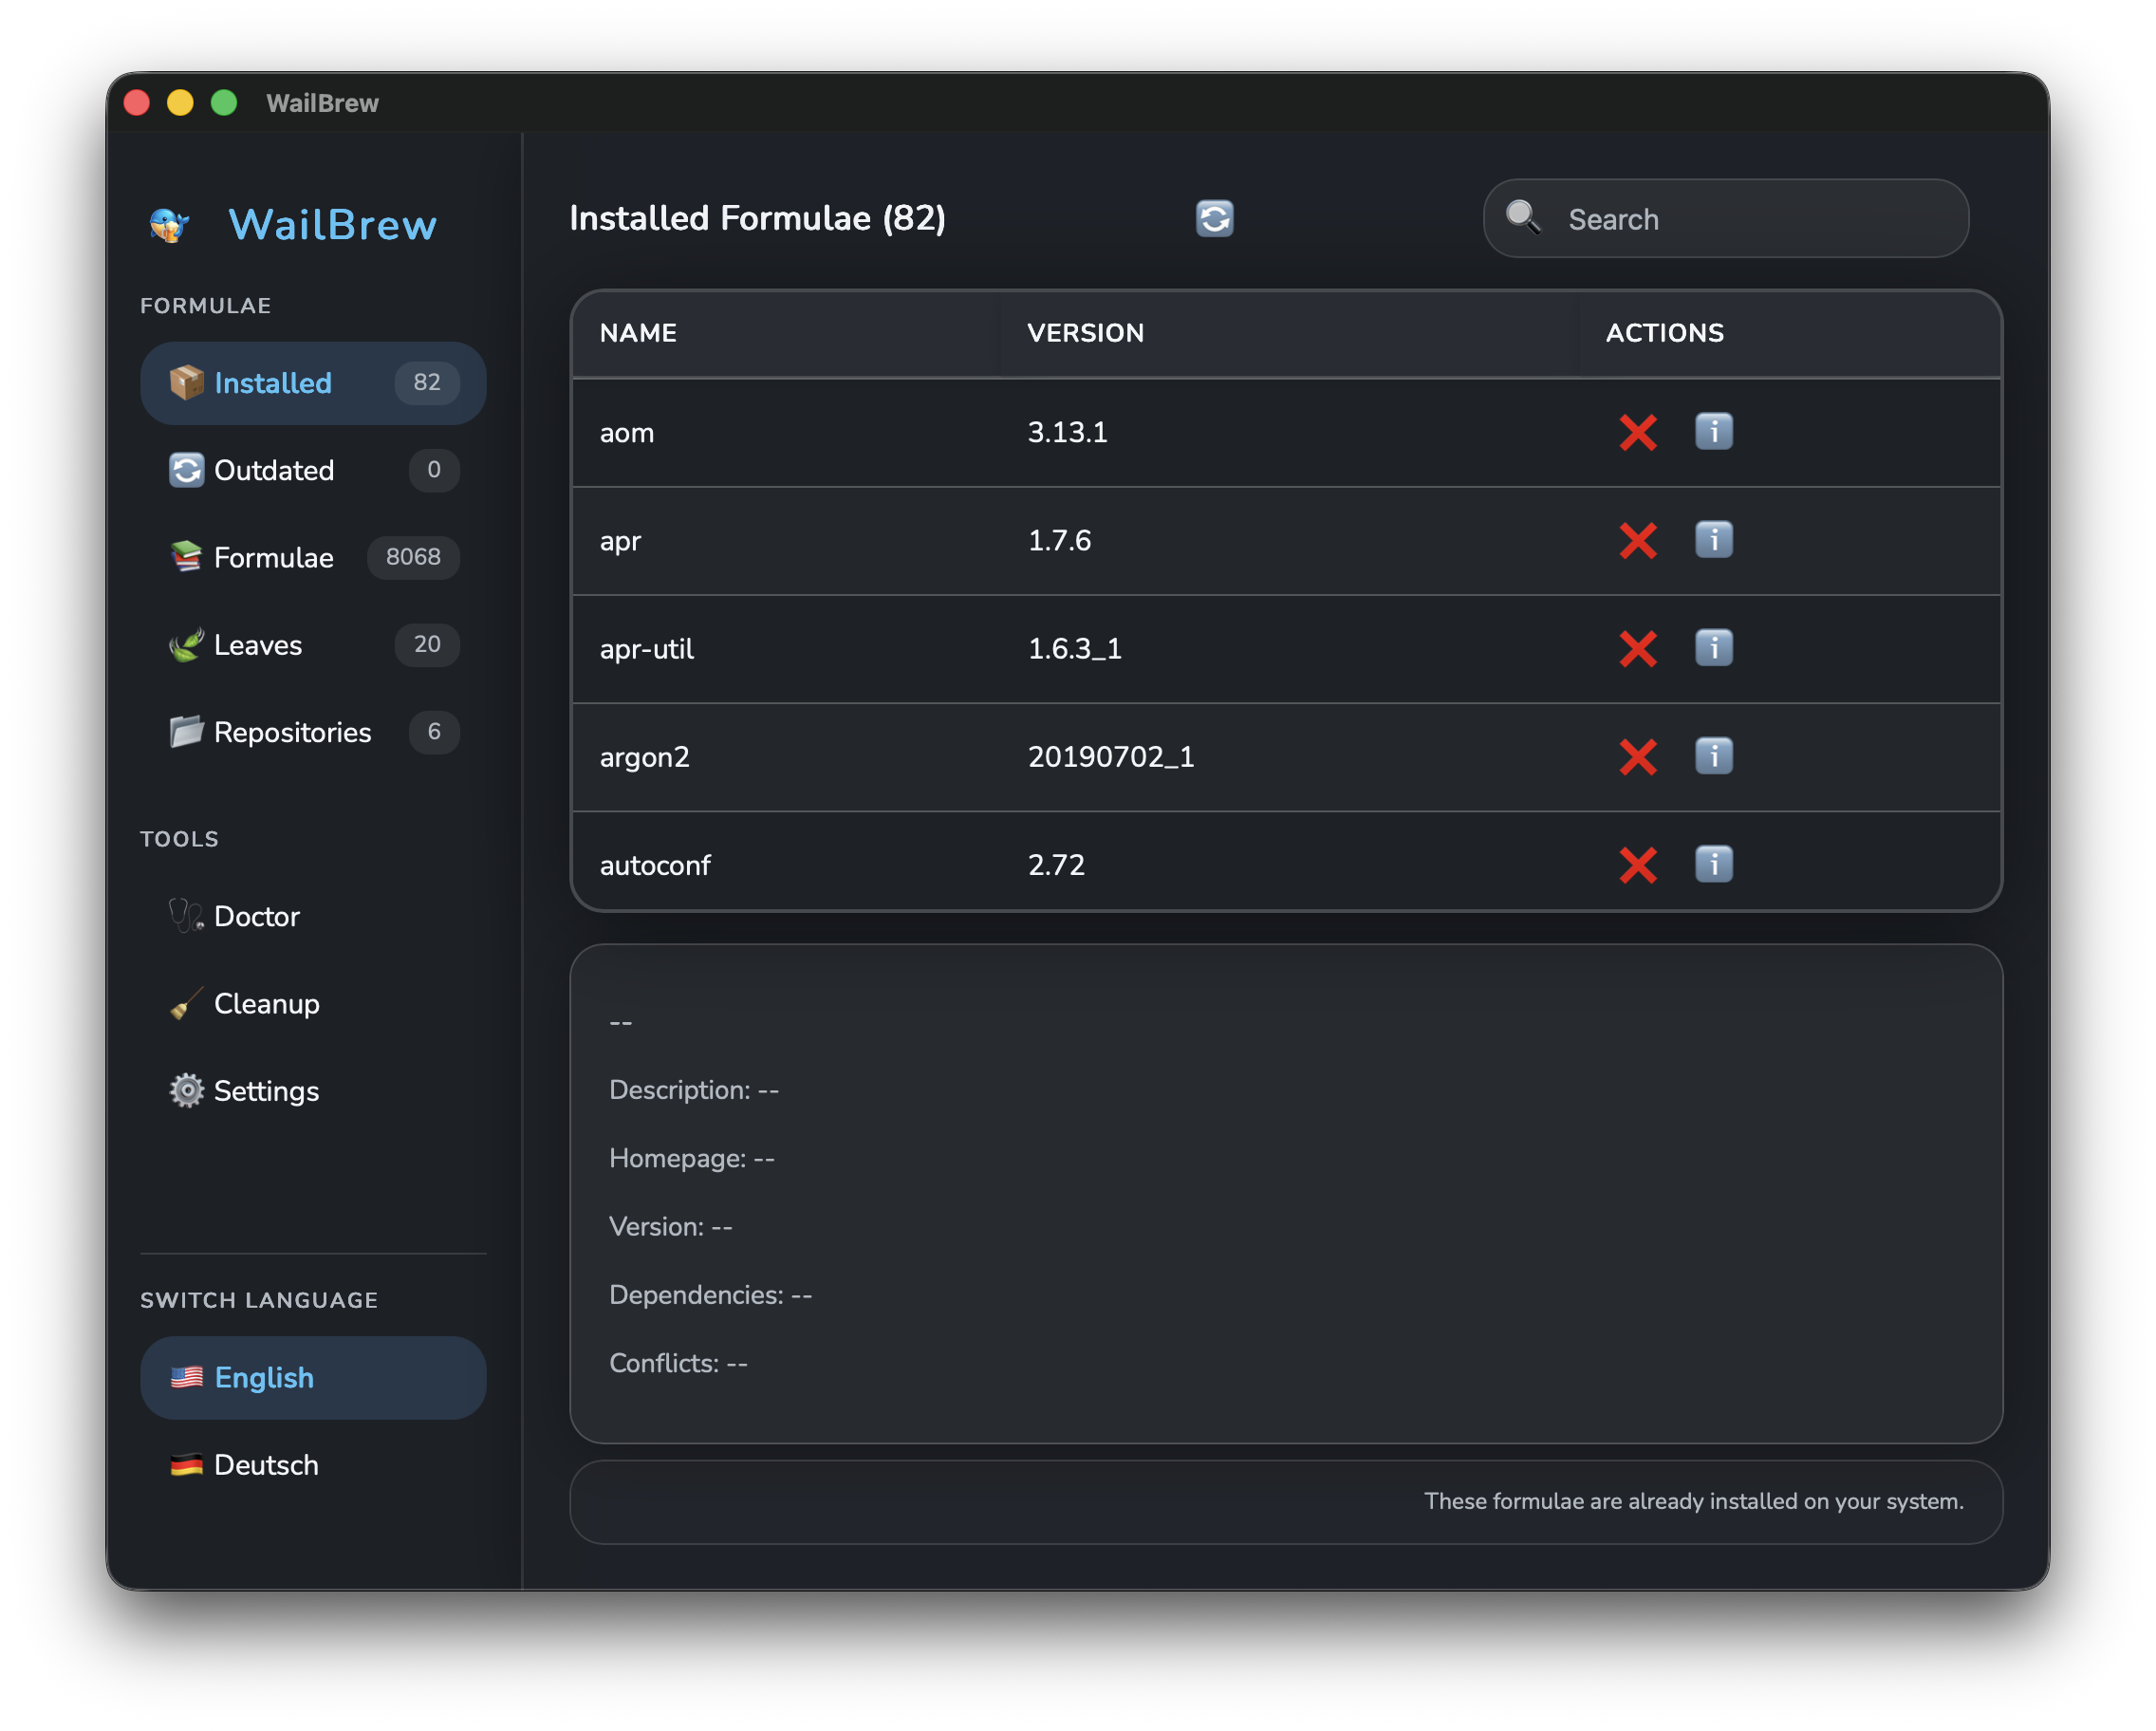 WailBrew
WailBrew
FORMULAE
Installed 82
Outdated 0
Formulae 8068
Leaves 20
Repositories 6
TOOLS
Doctor
Cleanup
Settings
SWITCH LANGUAGE
English
Deutsch
Installed Formulae (82)
Search
NAME VERSION ACTIONS
aom 3.13.1
apr 1.7.6
apr-util 1.6.3_1
argon2 20190702_1
autoconf 2.72
--
Description: --
Homepage: --
Version: --
Dependencies: --
Conflicts: --
These formulae are already installed on your system.